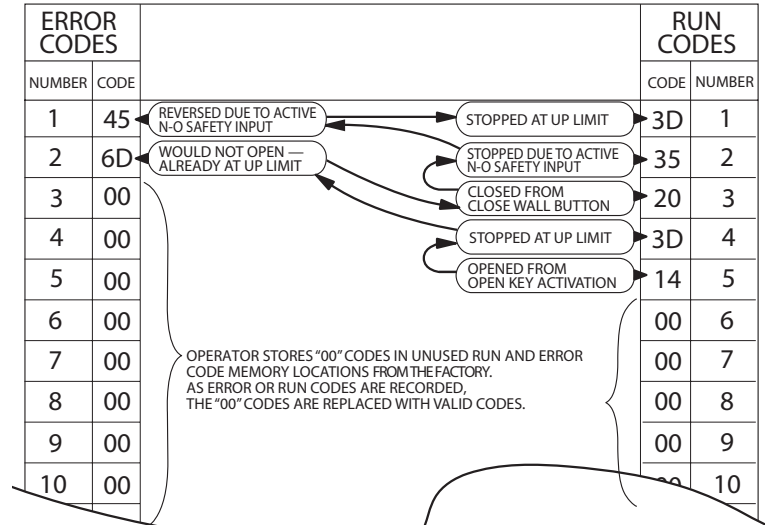 ERROR CODES
RUN CODES
NUMBER CODE
CODE NUMBER
1 45 REVERSED DUE TO ACTIVE N-O SAFETY INPUT STOPPED AT UP LIMIT 3D 1
2 6D WOULD NOT OPEN — ALREADY AT UP LIMIT STOPPED DUE TO ACTIVE N-O SAFETY INPUT 35 2
3 00 CLOSED FROM CLOSE WALL BUTTON 20 3
4 00 STOPPED AT UP LIMIT 3D 4
5 00 OPENED FROM OPEN KEY ACTIVATION 14 5
6 00 00 6
7 00 00 7
8 00 00 8
9 00 00 9
10 00 10
OPERATOR STORES “00” CODES IN UNUSED RUN AND ERROR
CODE MEMORY LOCATIONS FROM THE FACTORY.
AS ERROR OR RUN CODES ARE RECORDED,
THE “00” CODES ARE REPLACED WITH VALID CODES.